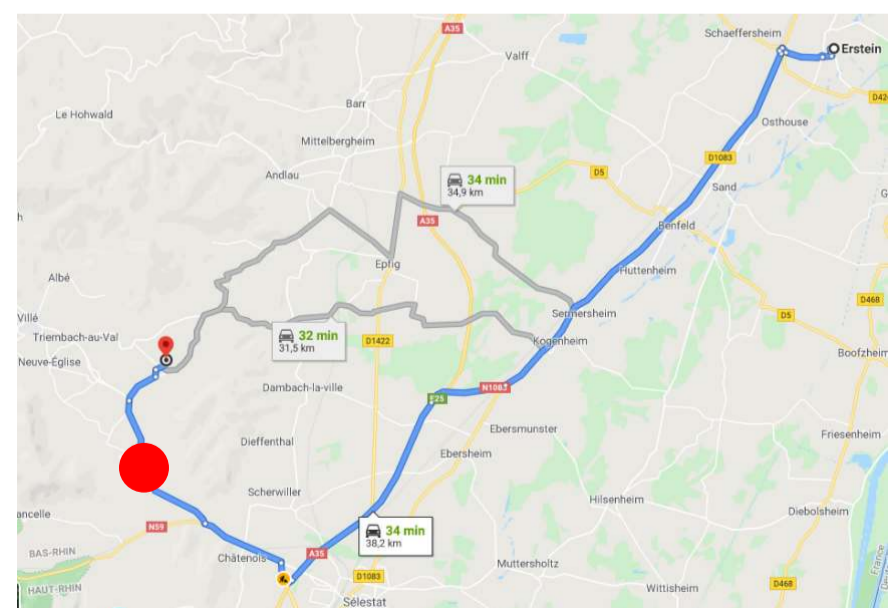 A35
Schaeffersheim
Erstein
Valff
D42
Le Hohwald
Barr
Osthouse
Mittelbergheim
D1083
Andlau
D5
34 min
34,9 km
Sand
G
A35
Benfeld
Epfig
Huttenheim
Albé
D468
Villé
Sermersheim
D5
Triembach-au-Val
32 min
31,5 km
D1422
Kogenheim
Neuve-Église
Boofzheim
Dambach-la-ville
N1083
E25
Ebersmunster
Friesenheim
Dieffenthal
Ebersheim
Scherwiller
Hilsenheim
ancelle
Diebolsheim
N59
34 min
38,2 km
BAS-RHIN
HAUT-RHIN
Châtenois
A35
D1083
Muttersholtz
France
D468
Wittisheim
Sélestat